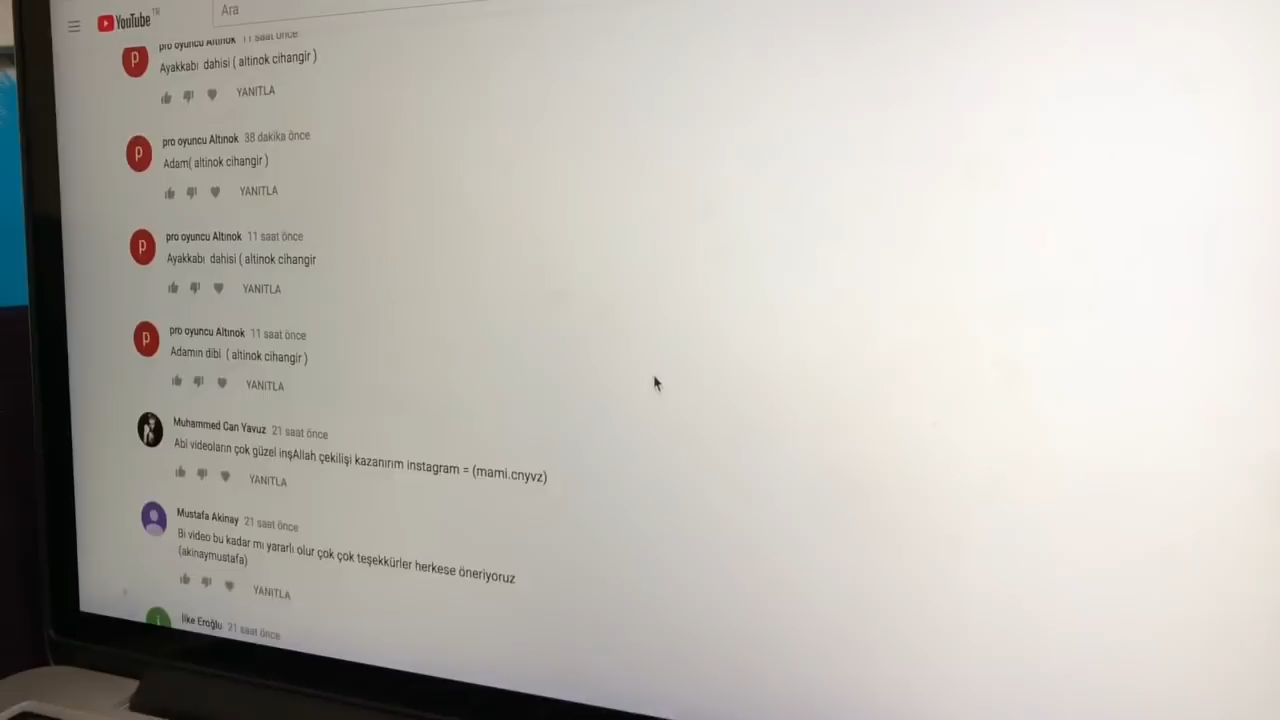 YouTube TR
Ara
pro oyuncu Altınok 11 saat önce
Ayakkabı dahisi ( altinok cihangir )
YANITLA
pro oyuncu Altınok 38 dakika önce
Adam( altinok cihangir )
YANITLA
pro oyuncu Altınok 11 saat önce
Ayakkabı dahisi ( altinok cihangir
YANITLA
pro oyuncu Altınok 11 saat önce
Adamın dibi ( altinok cihangir )
YANITLA
Muhammed Can Yavuz 21 saat önce
Abi videoların çok güzel inşAllah çekilişi kazanırım instagram = (mami.cnyvz)
YANITLA
Mustafa Akinay 21 saat önce
Bi video bu kadar mı yararlı olur çok çok teşekkürler herkese öneriyoruz
(akinaymustafa)
YANITLA
İlke Eroğlu 21 saat önce